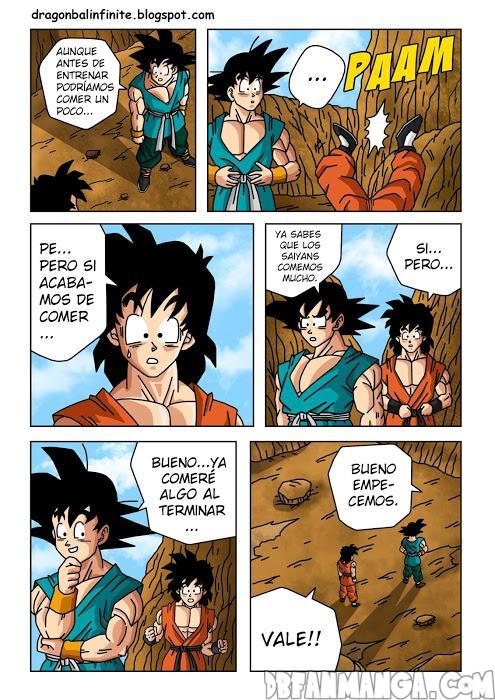 dragonbalinfinite.blogspot.com
AUNQUE
ANTES DE
ENTRENAR
PODRÍAMOS
COMER UN
POCO...
...
PAAM
PE...
PERO SI
ACABA-
MOS DE
COMER
...
YA SABES
QUE LOS
SAIYANS
COMEMOS
MUCHO.
SI...
PERO...
BUENO...YA
COMERÉ
ALGO AL
TERMINAR
...
BUENO
EMPE-
CEMOS.
VALE!!
DBFANMANGA.COM